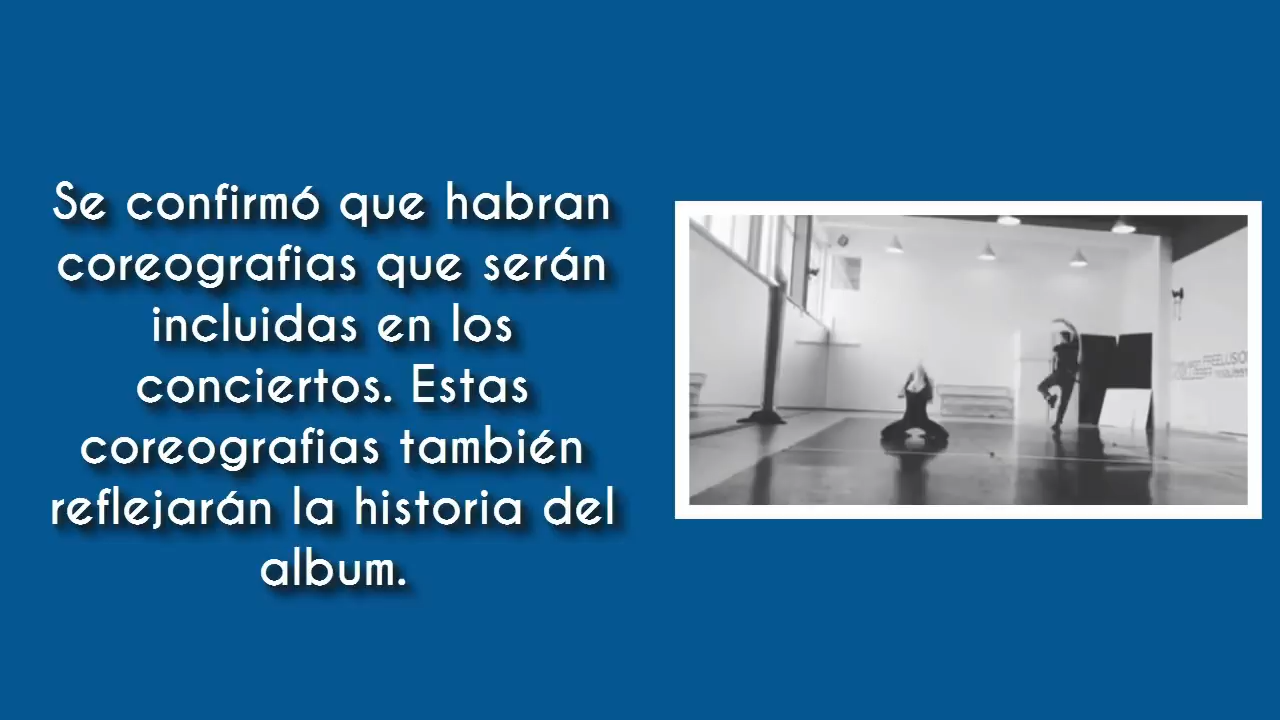 Se confirmó que habran
coreografias que serán
incluidas en los
conciertos. Estas
coreografias también
reflejarán la historia del
album.